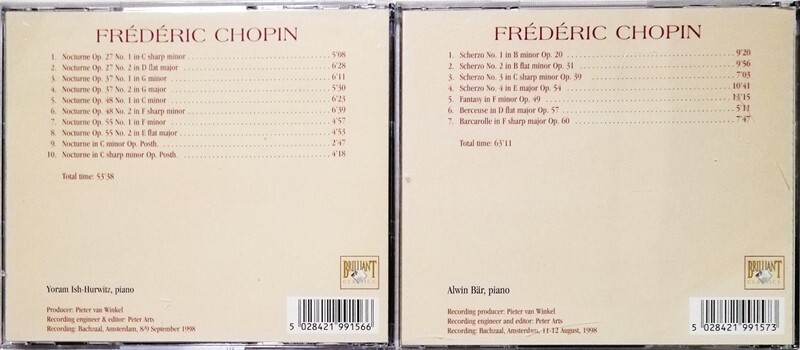 FRÉDÉRIC CHOPIN
1. Nocturne Op. 27 No. 1 in C sharp minor 5'08
2. Nocturne Op. 27 No. 2 in D flat major 6'28
3. Nocturne Op. 37 No. 1 in G minor 6'11
4. Nocturne Op. 37 No. 2 in G major 5'30
5. Nocturne Op. 48 No. 1 in C minor 6'23
6. Nocturne Op. 48 No. 2 in F sharp minor 6'39
7. Nocturne Op. 55 No. 1 in F minor 4'57
8. Nocturne Op. 55 No. 2 in E flat major 4'53
9. Nocturne in C minor Op. Posth. 2'47
10. Nocturne in C sharp minor Op. Posth. 4'18
Total time: 53'38
BRILLIANT
CLASSICS
Yoram Ish-Hurwitz, piano
Producer: Pieter van Winkel
Recording engineer & editor: Peter Arts
Recording: Bachzaal, Amsterdam, 8/9 September 1998
5 028421 991566
FRÉDÉRIC CHOPIN
1. Scherzo No. 1 in B minor Op. 20 9'20
2. Scherzo No. 2 in B flat minor Op. 31 9'56
3. Scherzo No. 3 in C sharp minor Op. 39 7'03
4. Scherzo No. 4 in E major Op. 54 10'41
5. Fantasy in F minor Op. 49 13'15
6. Berceuse in D flat major Op. 57 5'11
7. Barcarolle in F sharp major Op. 60 7'47
Total time: 63'11
BRILLIANT
CLASSICS
Alwin Bär, piano
Recording producer: Pieter van Winkel
Recording engineer and editor: Peter Arts
Recording: Bachzaal, Amsterdam, 11-12 August, 1998
5 028421 991573